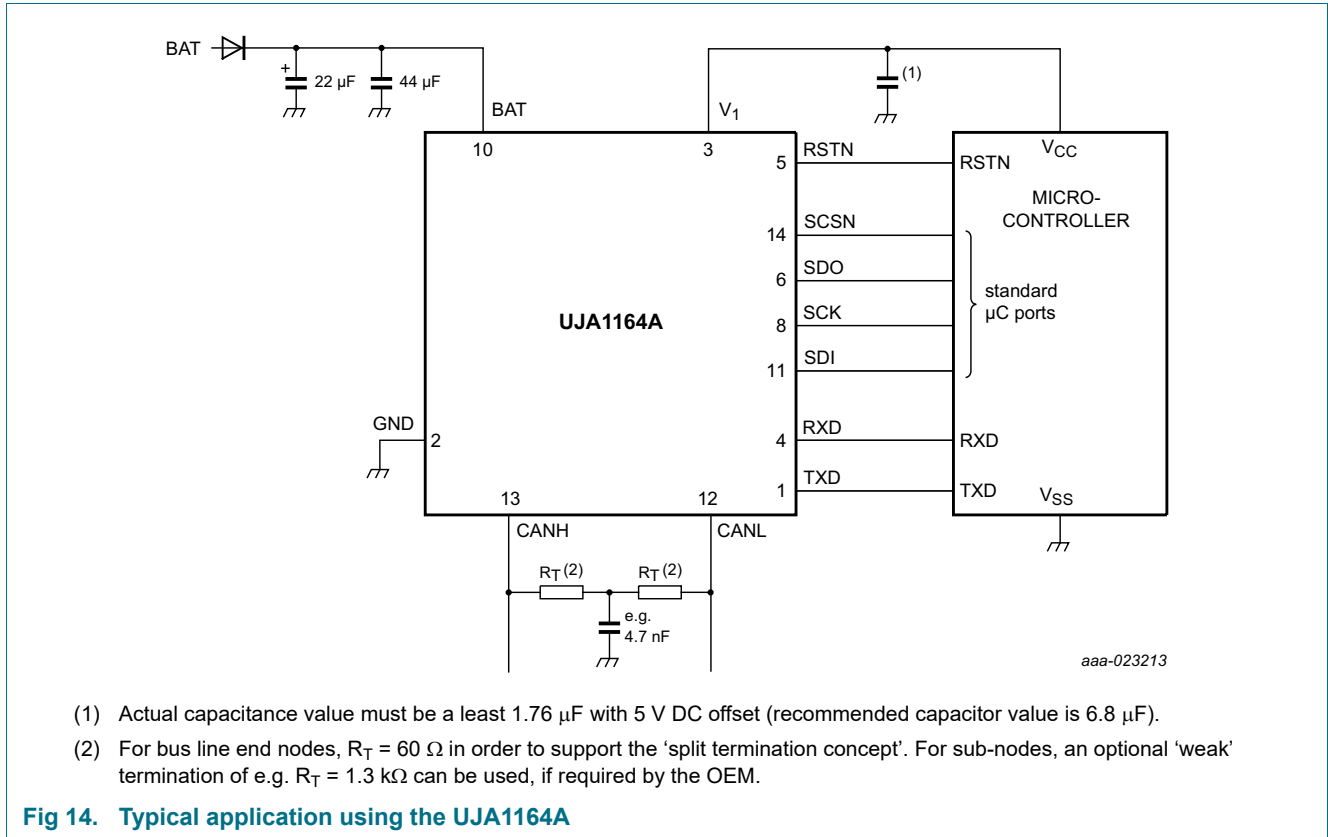 BAT
+
22 µF
44 µF
(1)
BAT
V1
10
3
5
RSTN
RSTN
VCC
MICRO-
CONTROLLER
14
SCSN
6
SDO
standard
µC ports
UJA1164A
8
SCK
11
SDI
GND
2
4
RXD
RXD
1
TXD
TXD
VSS
13
12
CANH
CANL
RT(2)
RT(2)
e.g.
4.7 nF
aaa-023213
(1) Actual capacitance value must be a least 1.76 µF with 5 V DC offset (recommended capacitor value is 6.8 µF).
(2) For bus line end nodes, RT = 60 Ω in order to support the ‘split termination concept’. For sub-nodes, an optional ‘weak’
termination of e.g. RT = 1.3 kΩ can be used, if required by the OEM.
Fig 14. Typical application using the UJA1164A